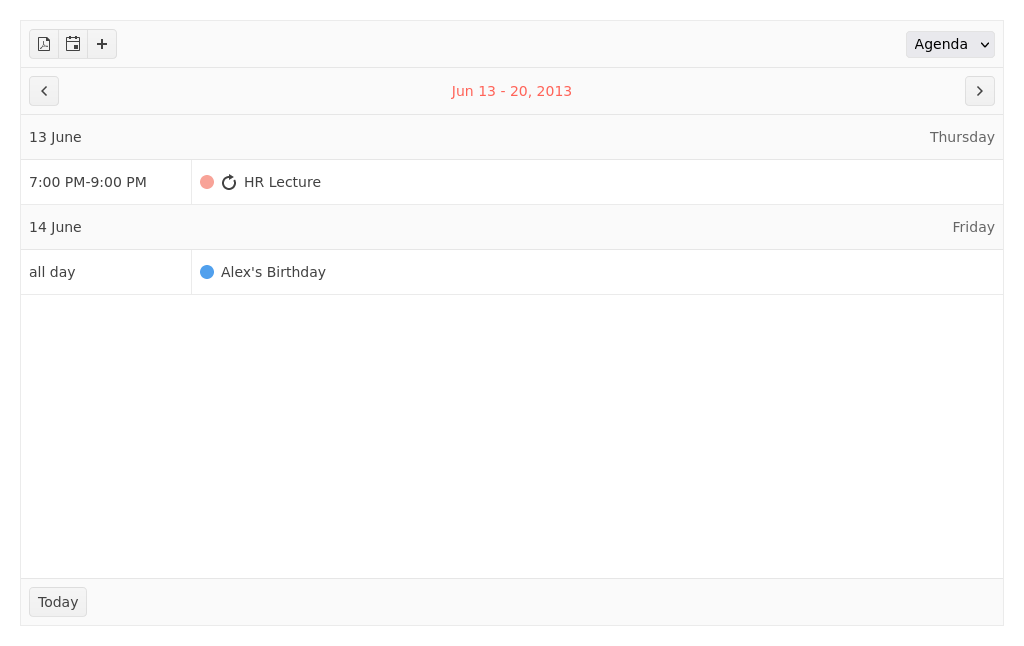 Agenda
Jun 13 - 20, 2013
13 June Thursday
7:00 PM-9:00 PM HR Lecture
14 June Friday
all day Alex's Birthday
Today